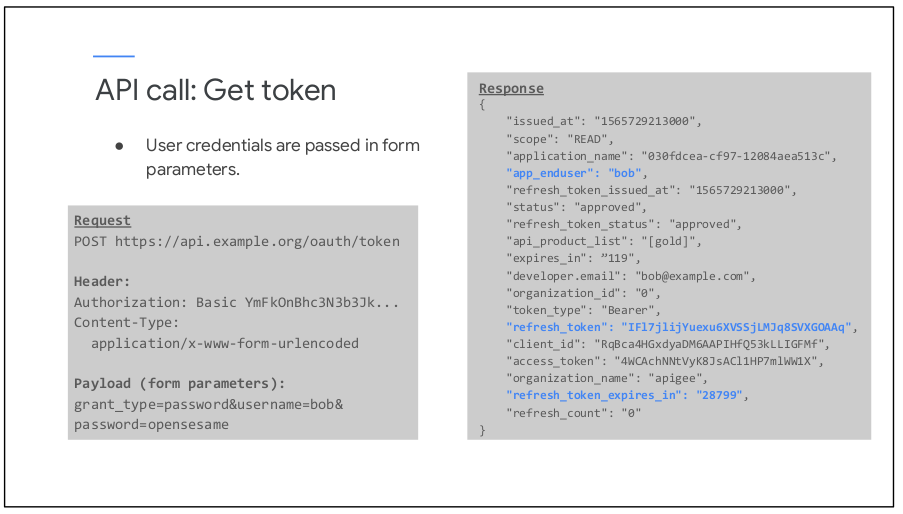 API call: Get token
● User credentials are passed in form
parameters.
Request
POST https://api.example.org/oauth/token
Header:
Authorization: Basic YmFkOnBhc3N3b3Jk...
Content-Type:
application/x-www-form-urlencoded
Payload (form parameters):
grant_type=password&username=bob&
password=opensesame
Response
{
"issued_at": "1565729213000",
"scope": "READ",
"application_name": "030fdcea-cf97-12084aea513c",
"app_enduser": "bob",
"refresh_token_issued_at": "1565729213000",
"status": "approved",
"refresh_token_status": "approved",
"api_product_list": "[gold]",
"expires_in": ”119",
"developer.email": "bob@example.com",
"organization_id": "0",
"token_type": "Bearer",
"refresh_token": "IFl7jlijYuexu6XVSSjLMJq8SVXGOAAq",
"client_id": "RqBca4HGxdyaDM6AAPIHfQ53kLLIGFMf",
"access_token": "4WCAchNNtVyK8JsACl1HP7mlWW1X",
"organization_name": "apigee",
"refresh_token_expires_in": "28799",
"refresh_count": "0"
}